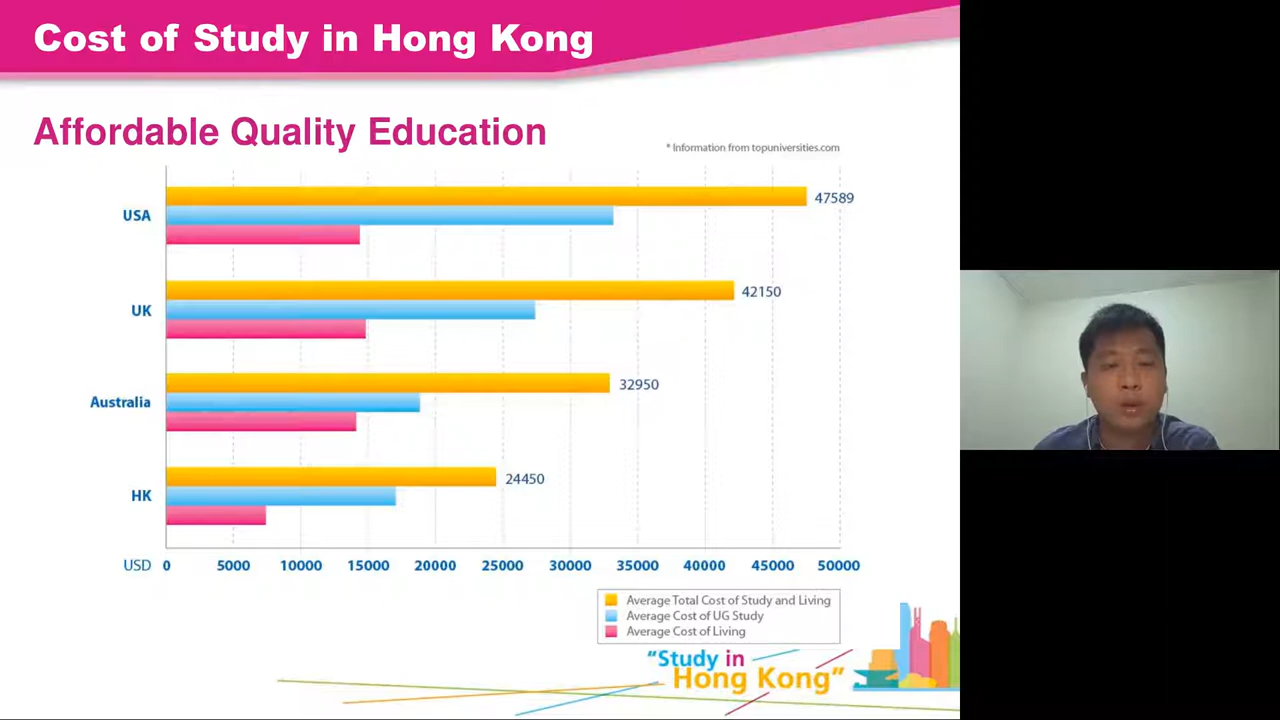 Cost of Study in Hong Kong
Affordable Quality Education
* Information from topuniversities.com
USA
47589
UK
42150
Australia
32950
HK
24450
USD 0 5000 10000 15000 20000 25000 30000 35000 40000 45000 50000
Average Total Cost of Study and Living
Average Cost of UG Study
Average Cost of Living
"Study in
Hong Kong"